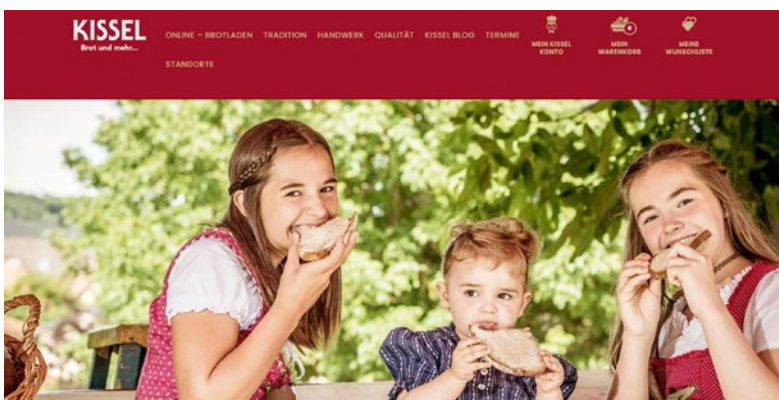 KISSEL
Brot und mehr...
ONLINE – BROTLADEN TRADITION HANDWERK QUALITÄT KISSEL BLOG TERMINE
STANDORTE
MEIN KISSEL
KONTO
MEIN
WARENKORB
MEINE
WUNSCHLISTE